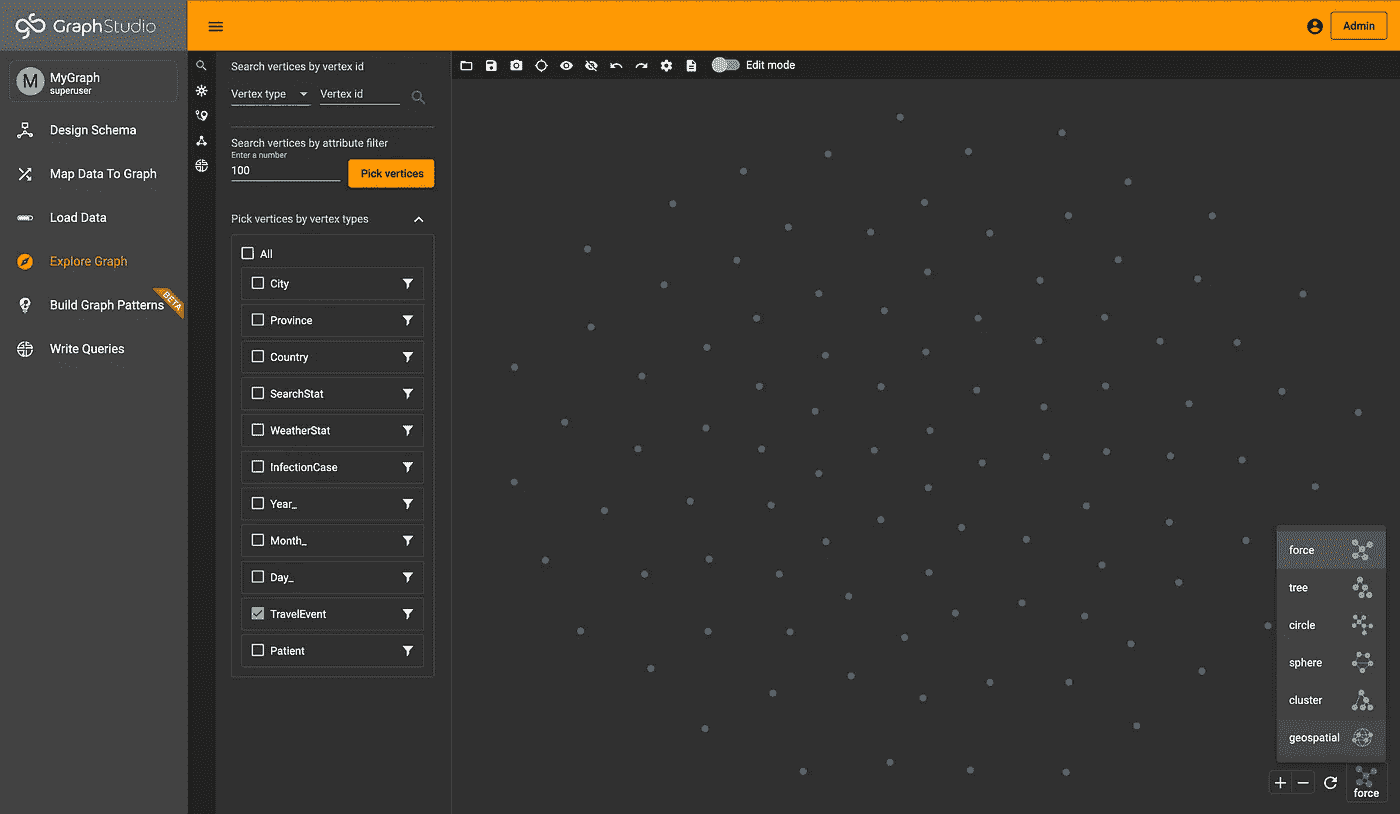 GraphStudio
Admin
M
MyGraph
superuser
Design Schema
Map Data To Graph
Load Data
Explore Graph
Build Graph Patterns
BETA
Write Queries
Search vertices by vertex id
Vertex type
Vertex id
Search vertices by attribute filter
Enter a number
100
Pick vertices
Pick vertices by vertex types
All
City
Province
Country
SearchStat
WeatherStat
InfectionCase
Year_
Month_
Day_
TravelEvent
Patient
Edit mode
force
tree
circle
sphere
cluster
geospatial
force